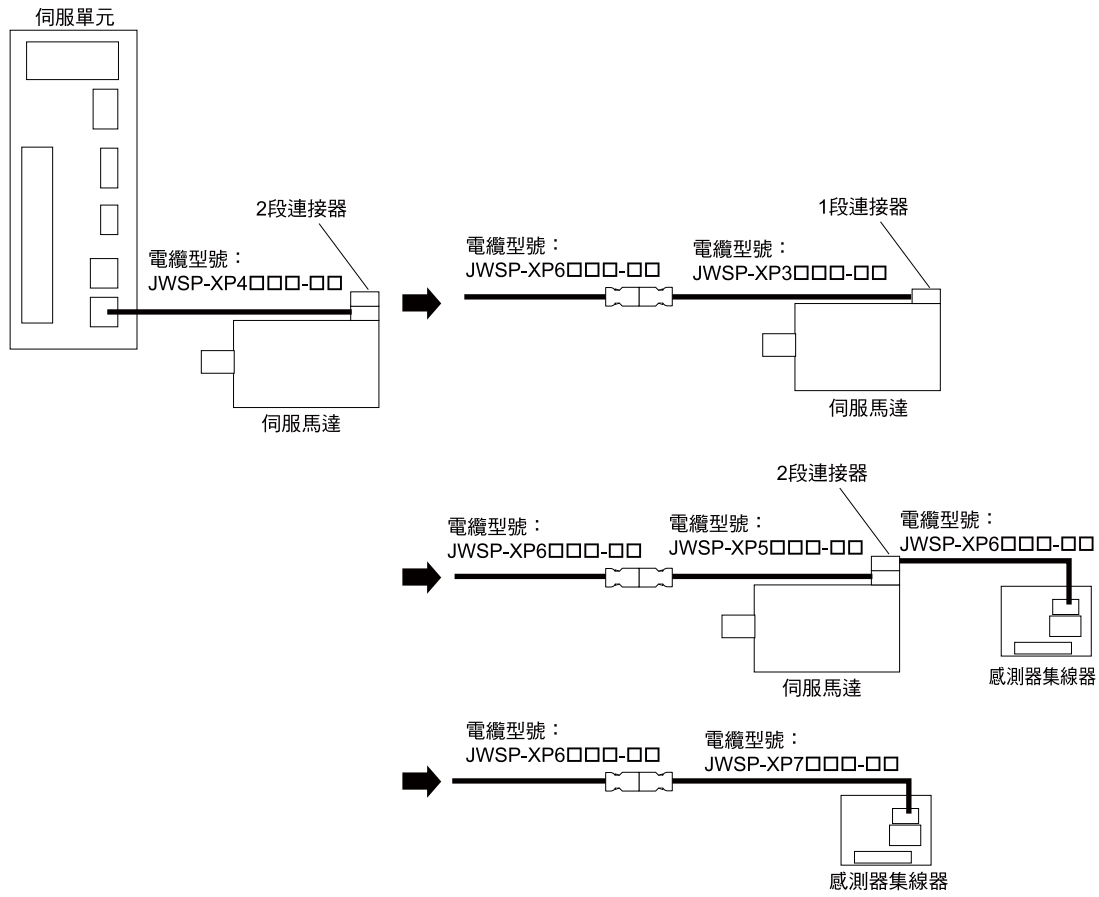 伺服單元
2段連接器
電纜型號：
JWSP-XP4□□□-□□
伺服馬達
1段連接器
電纜型號：
JWSP-XP6□□□-□□
電纜型號：
JWSP-XP3□□□-□□
伺服馬達
2段連接器
電纜型號：
JWSP-XP6□□□-□□
電纜型號：
JWSP-XP5□□□-□□
電纜型號：
JWSP-XP6□□□-□□
伺服馬達
感測器集線器
電纜型號：
JWSP-XP6□□□-□□
電纜型號：
JWSP-XP7□□□-□□
感測器集線器